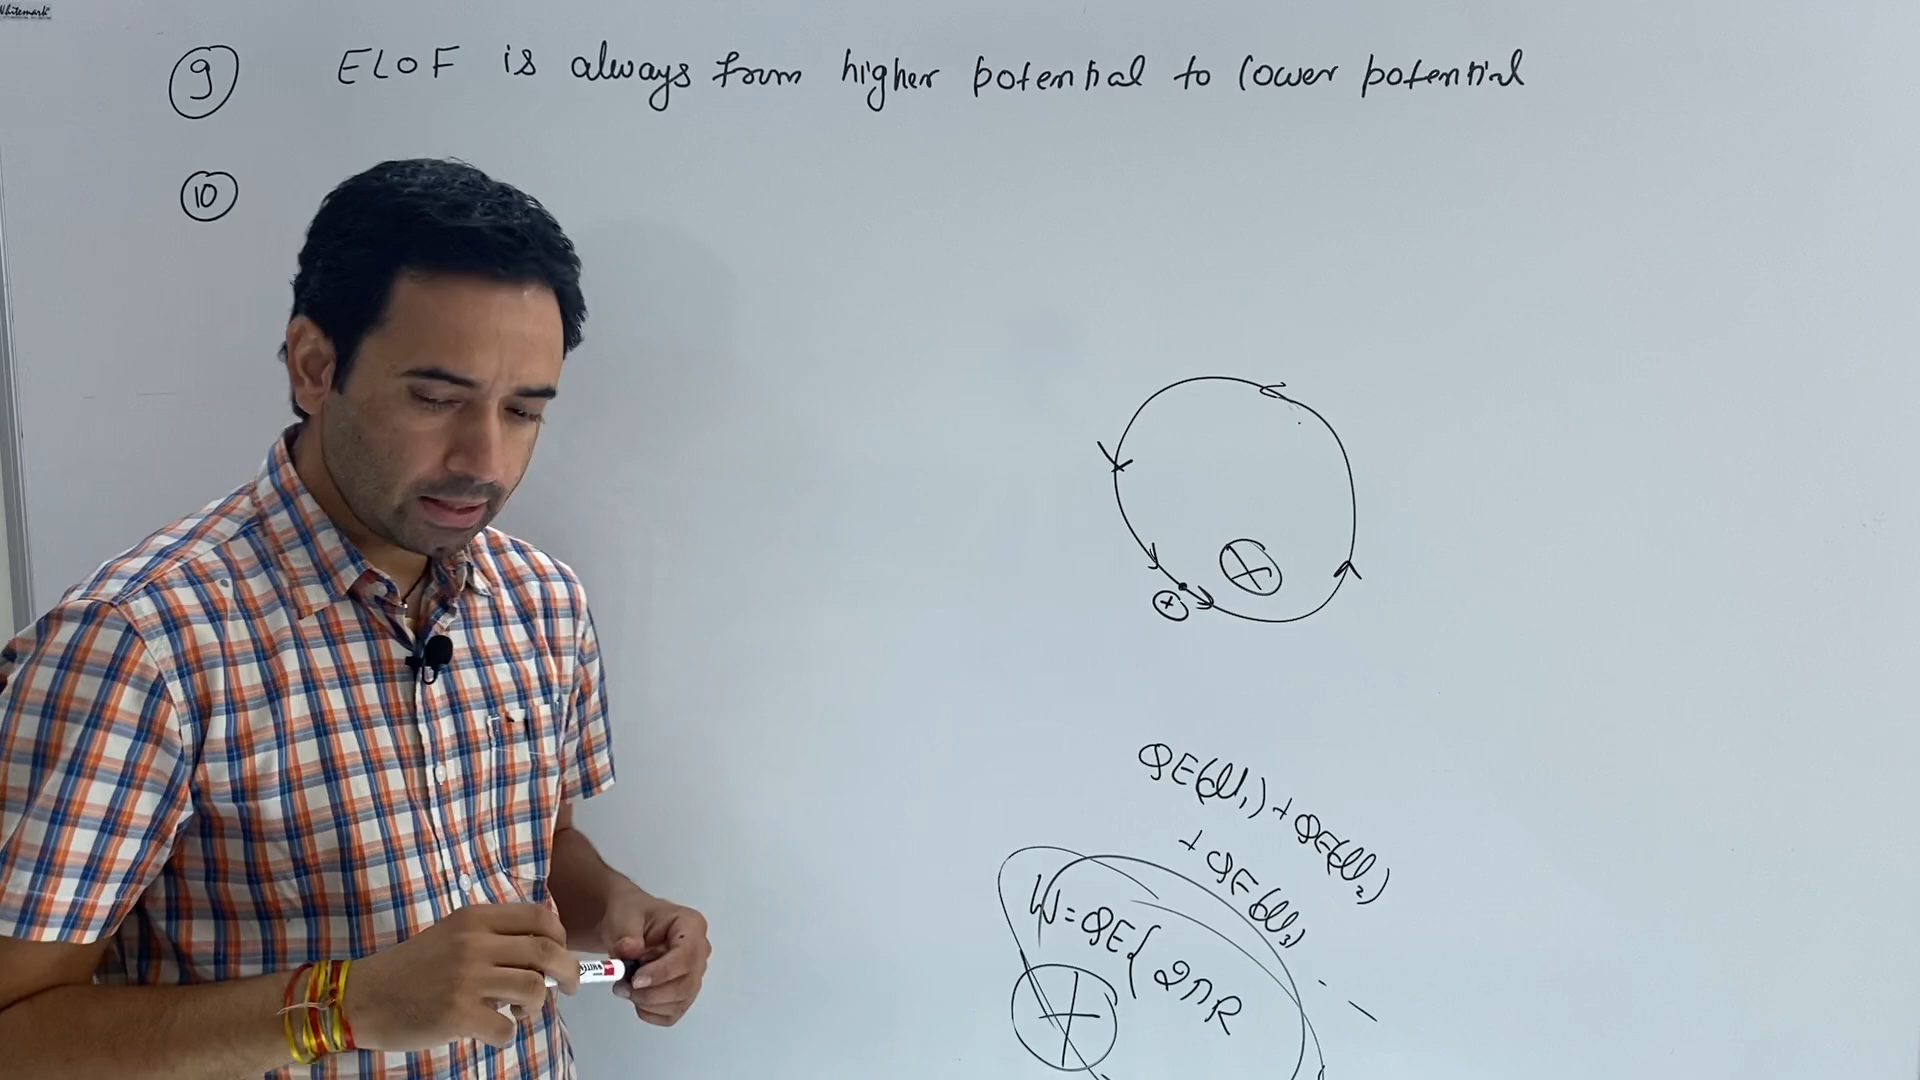 Whitemark
9 ELOF is always from higher potential to lower potential
10
+
QE(dl₁) + QE(dl₂)
+ QE(dl₃)
W = QE{2πR
+